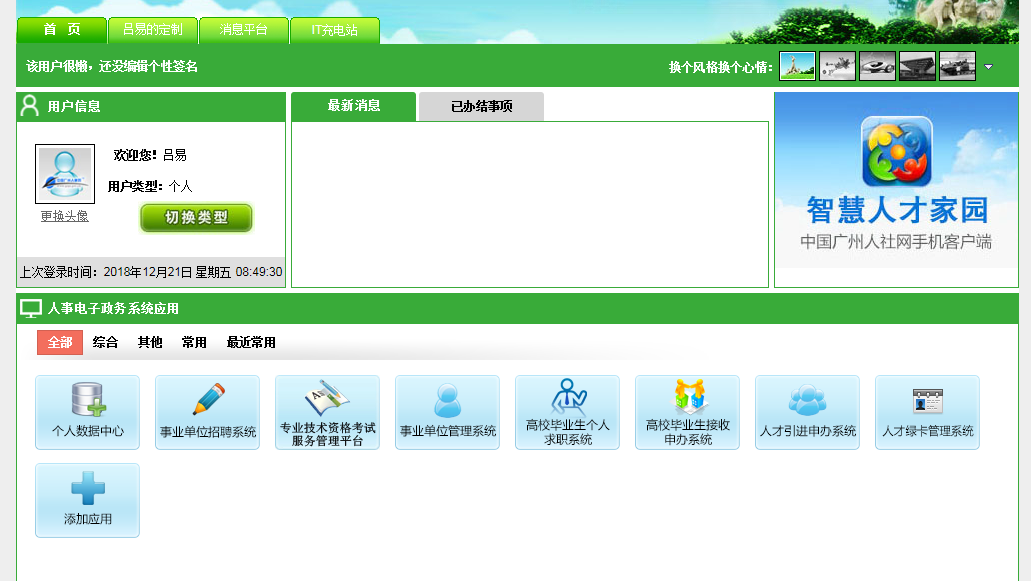 首 页 吕易的定制 消息平台 IT充电站
该用户很懒，还没编辑个性签名 换个风格换个心情：
用户信息
欢迎您！吕易
用户类型：个人
更换头像
切换类型
上次登录时间：2018年12月21日 星期五 08:49:30
最新消息 已办结事项
智慧人才家园
中国广州人社网手机客户端
人事电子政务系统应用
全部 综合 其他 常用 最近常用
个人数据中心
事业单位招聘系统
专业技术资格考试
服务管理平台
事业单位管理系统
高校毕业生个人
求职系统
高校毕业生接收
申办系统
人才引进申办系统
人才绿卡管理系统
添加应用